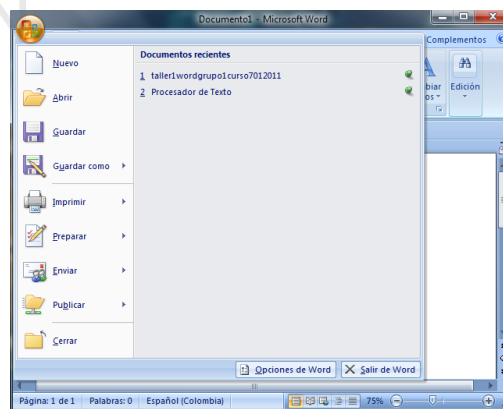 Documento1 - Microsoft Word
Complementos
Documentos recientes
Nuevo
1 taller1wordgrupo1curso7012011
2 Procesador de Texto
Abrir
Edición
Guardar
Guardar como
Imprimir
Preparar
Enviar
Publicar
Cerrar
Opciones de Word
Salir de Word
Página: 1 de 1
Palabras: 0
Español (Colombia)
75%